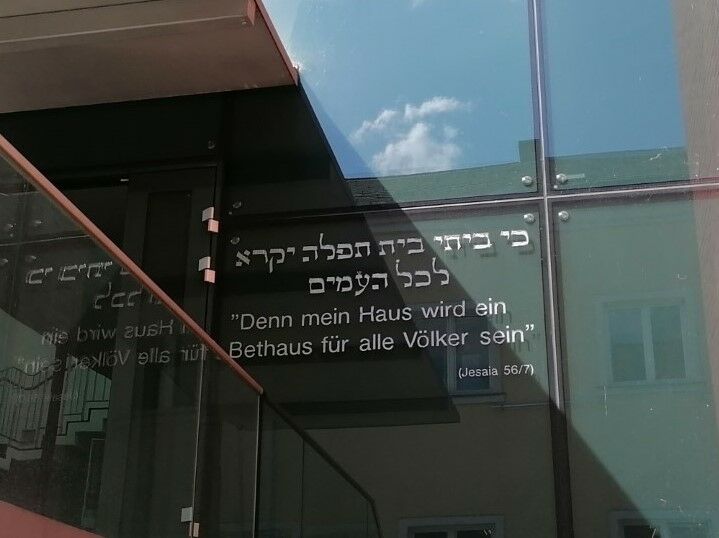 כי ביתי בית תפלה יקרא
לכל העמים
”Denn mein Haus wird ein
Bethaus für alle Völker sein”
(Jesaia 56/7)